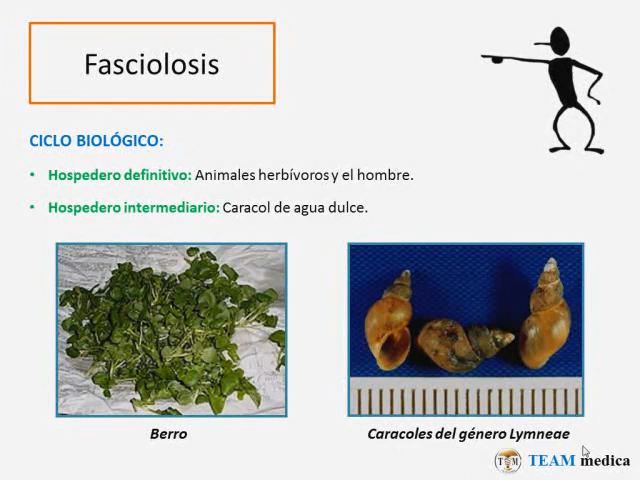 Fasciolosis
CICLO BIOLÓGICO:
• Hospedero definitivo: Animales herbívoros y el hombre.
• Hospedero intermediario: Caracol de agua dulce.
Berro
Caracoles del género Lymneae
TEAM medica